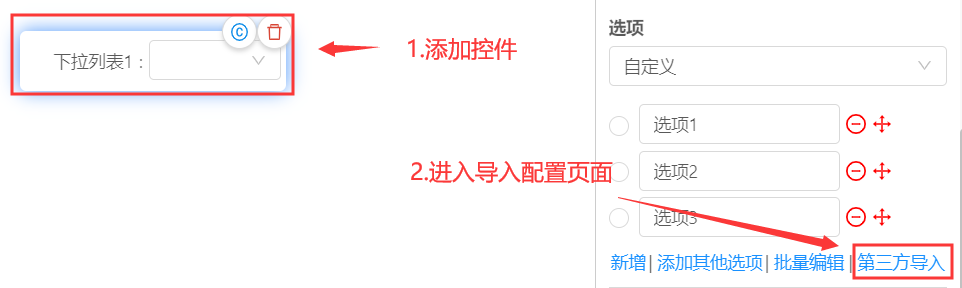 下拉列表1 :
1.添加控件
选项
自定义
选项1
2.进入导入配置页面
选项2
选项3
新增| 添加其他选项| 批量编辑 | 第三方导入